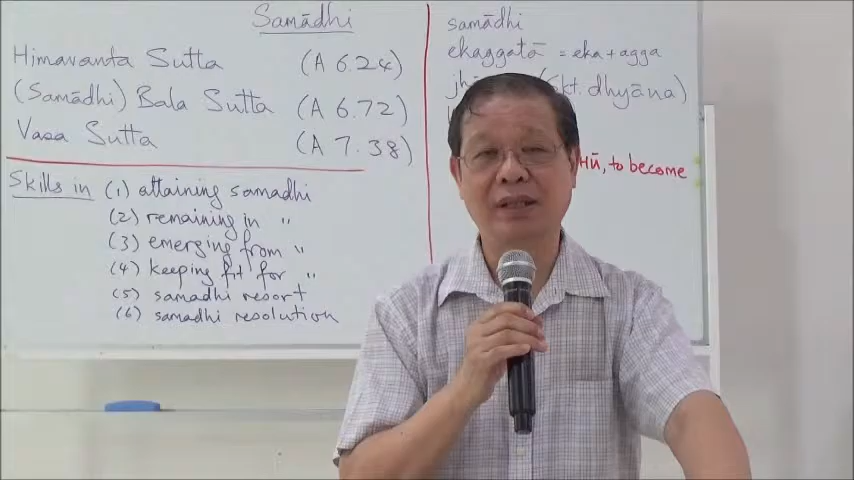 Samādhi
Himavanta Sutta (A 6.24)
(Samādhi) Bala Sutta (A 6.72)
Vasa Sutta (A 7.38)
Skills in (1) attaining samadhi
(2) remaining in "
(3) emerging from "
(4) keeping fit for "
(5) samadhi resort
(6) samadhi resolution
samādhi
ekaggatā = eka + agga
skt. dhyāna)
HŪ, to become